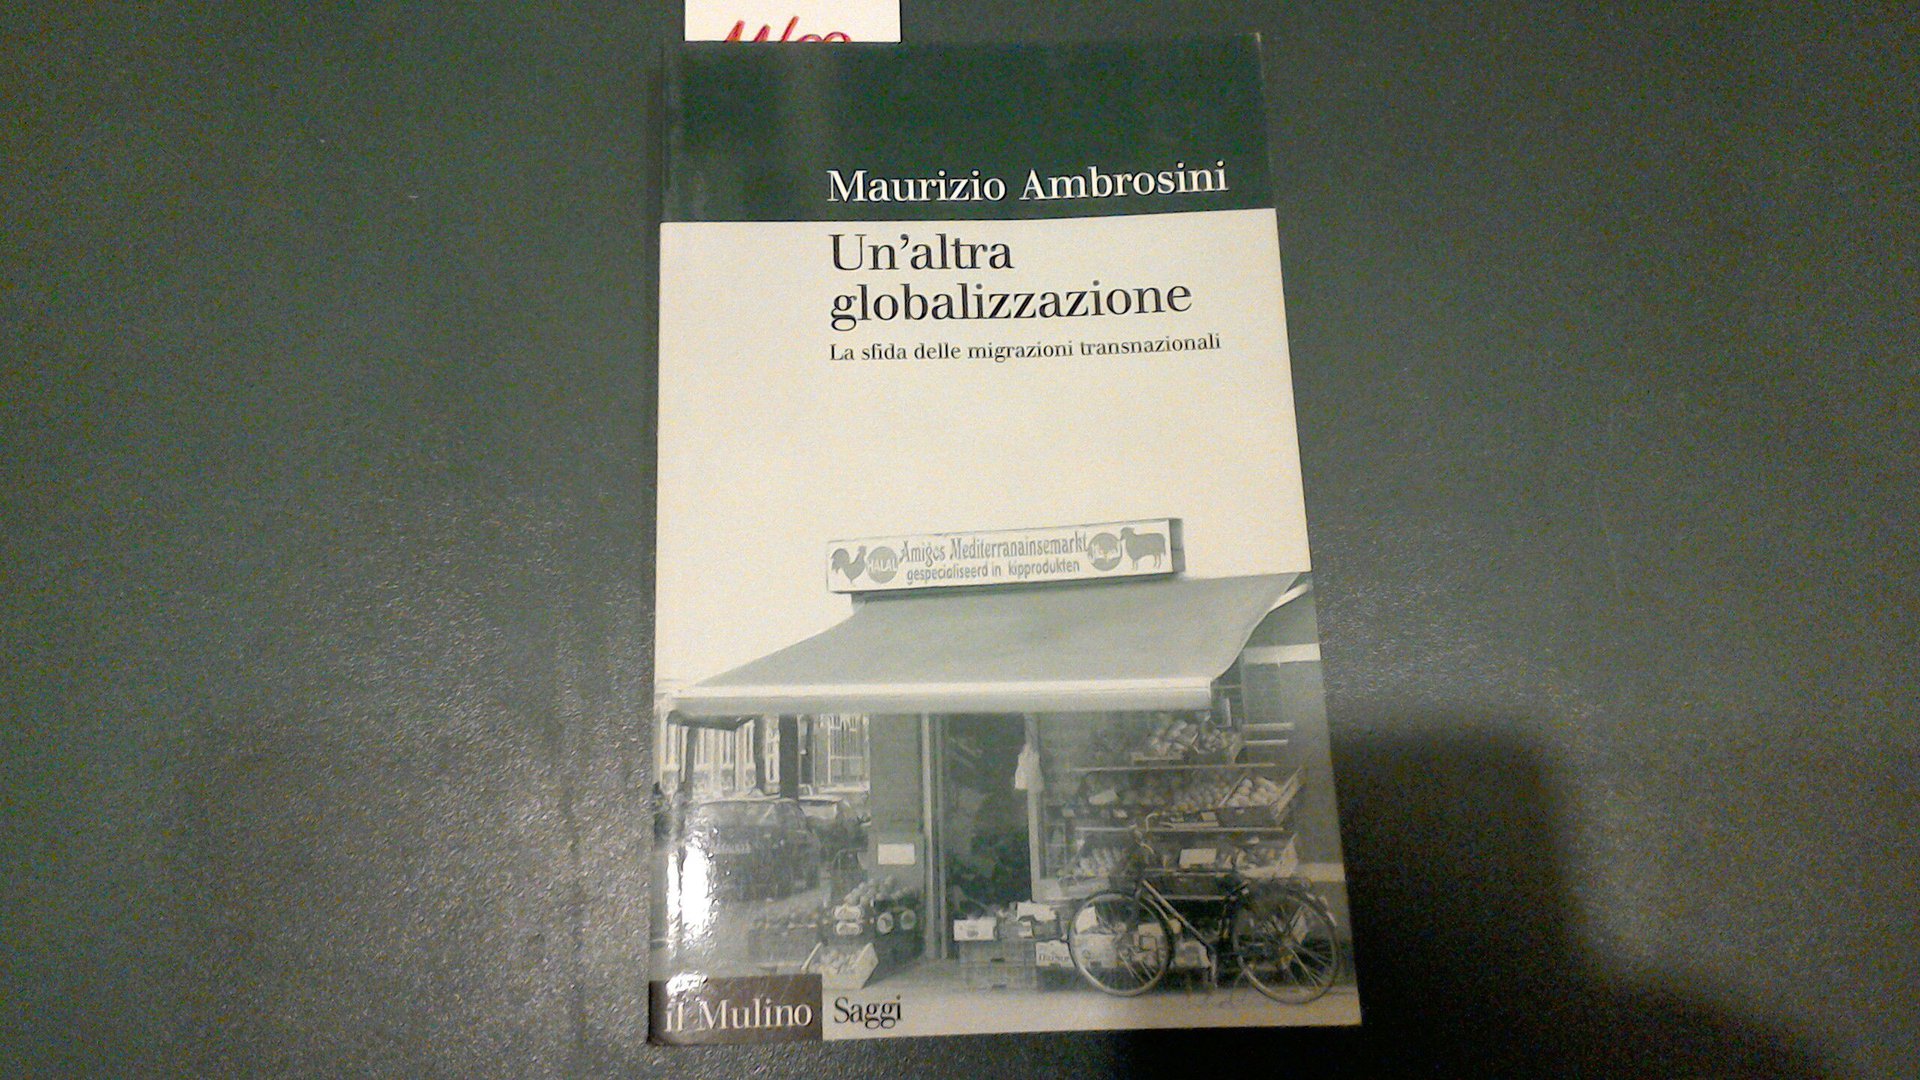 Maurizio Ambrosini
Un'altra
globalizzazione
La sfida delle migrazioni transnazionali
HALAL
Amigos Mediterranainsemarkt
gespecialiseerd in kipprodukten
il Mulino
Saggi